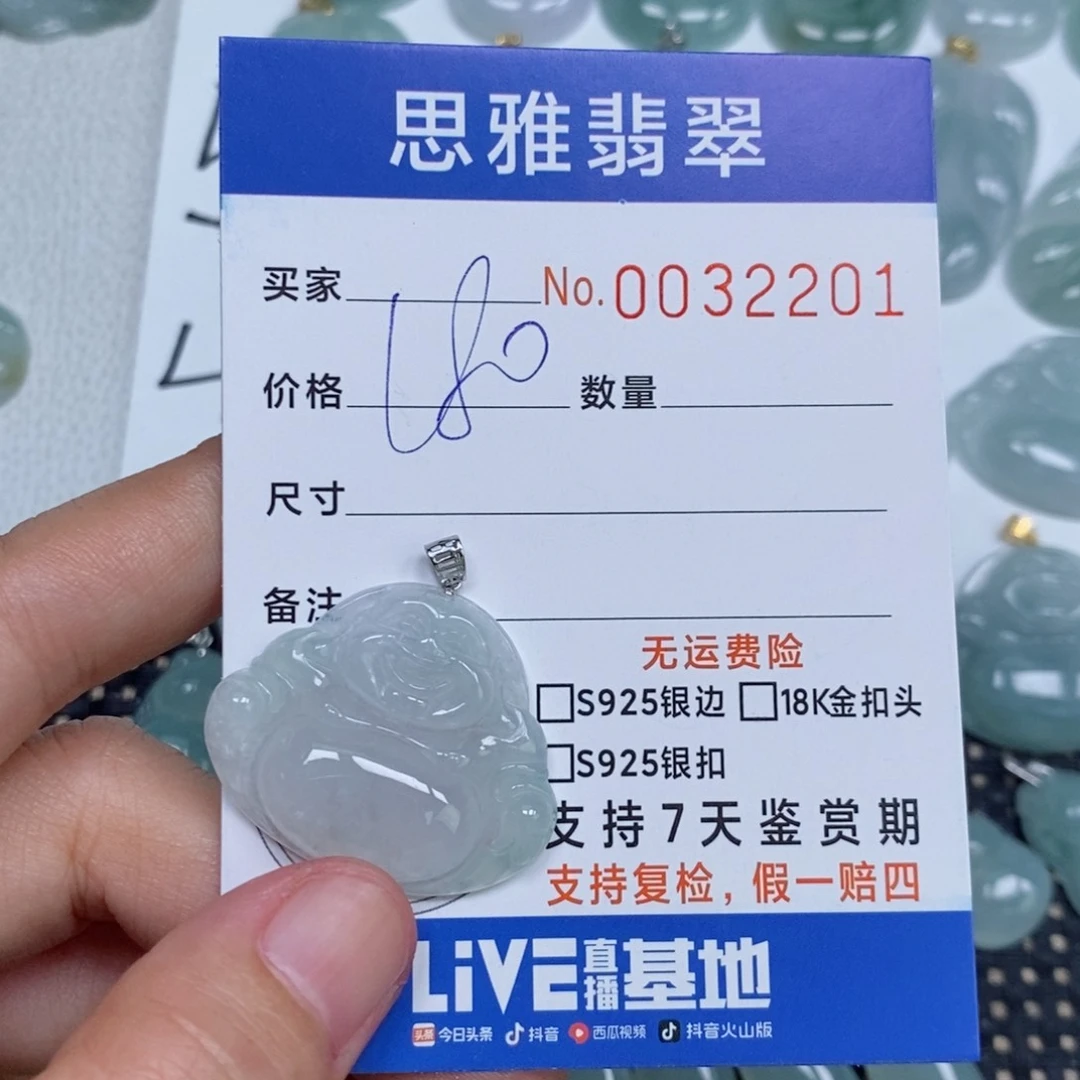 思雅翡翠
买家 No.0032201
价格 180 数量
尺寸
备注
无运费险
□S925银边 □18K金扣头
□S925银扣
支持7天鉴赏期
支持复检，假一赔四
LiVE直播基地
头条 今日头条 抖音 西瓜视频 抖音火山版